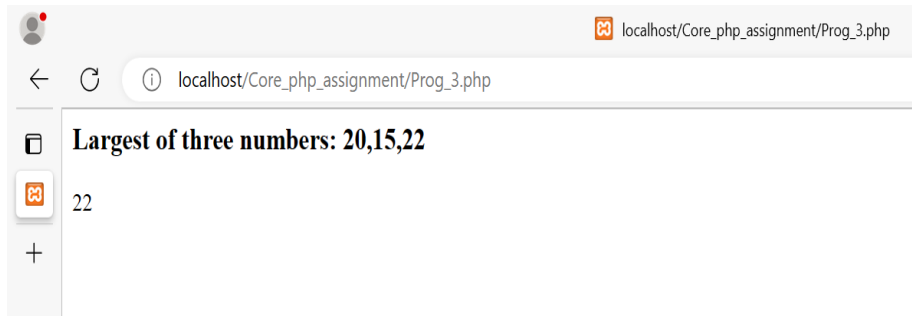 localhost/Core_php_assignment/Prog_3.php
localhost/Core_php_assignment/Prog_3.php
Largest of three numbers: 20,15,22
22